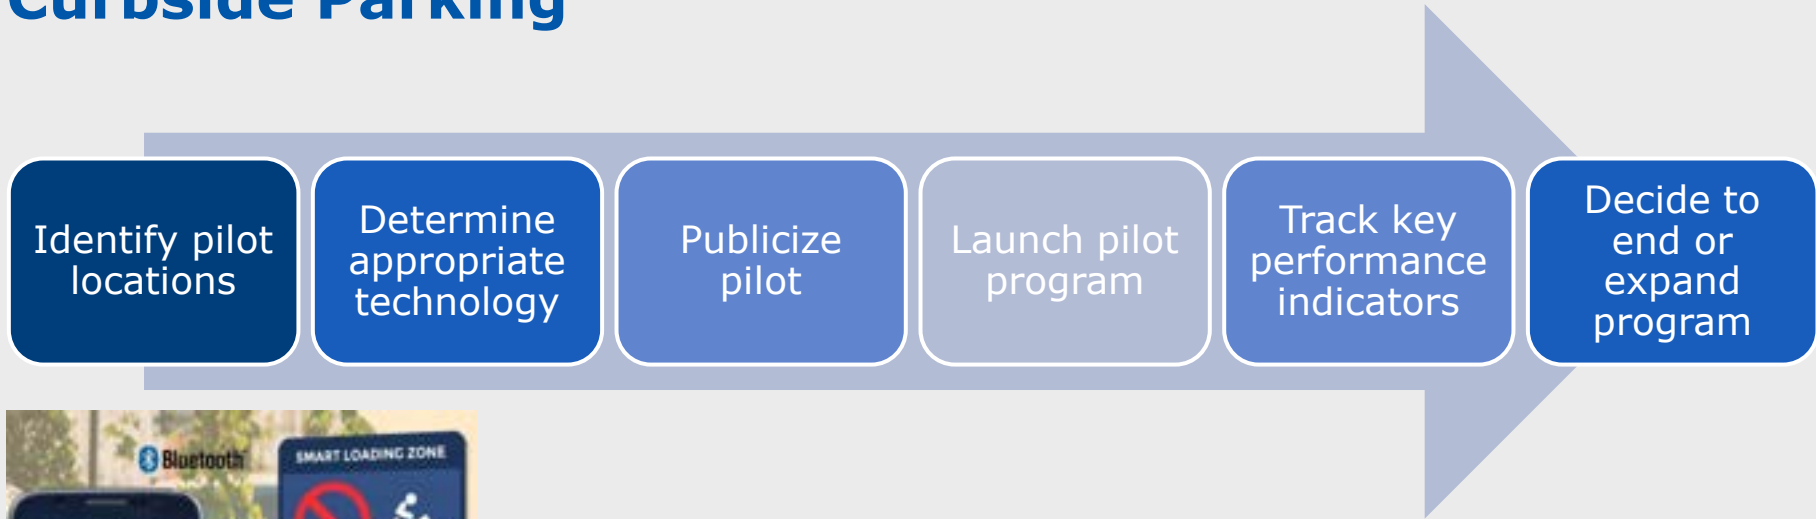 Curbside Parking
Identify pilot
locations
Determine
appropriate
technology
Publicize
pilot
Launch pilot
program
Track key
performance
indicators
Decide to
end or
expand
program
Bluetooth
SMART LOADING ZONE